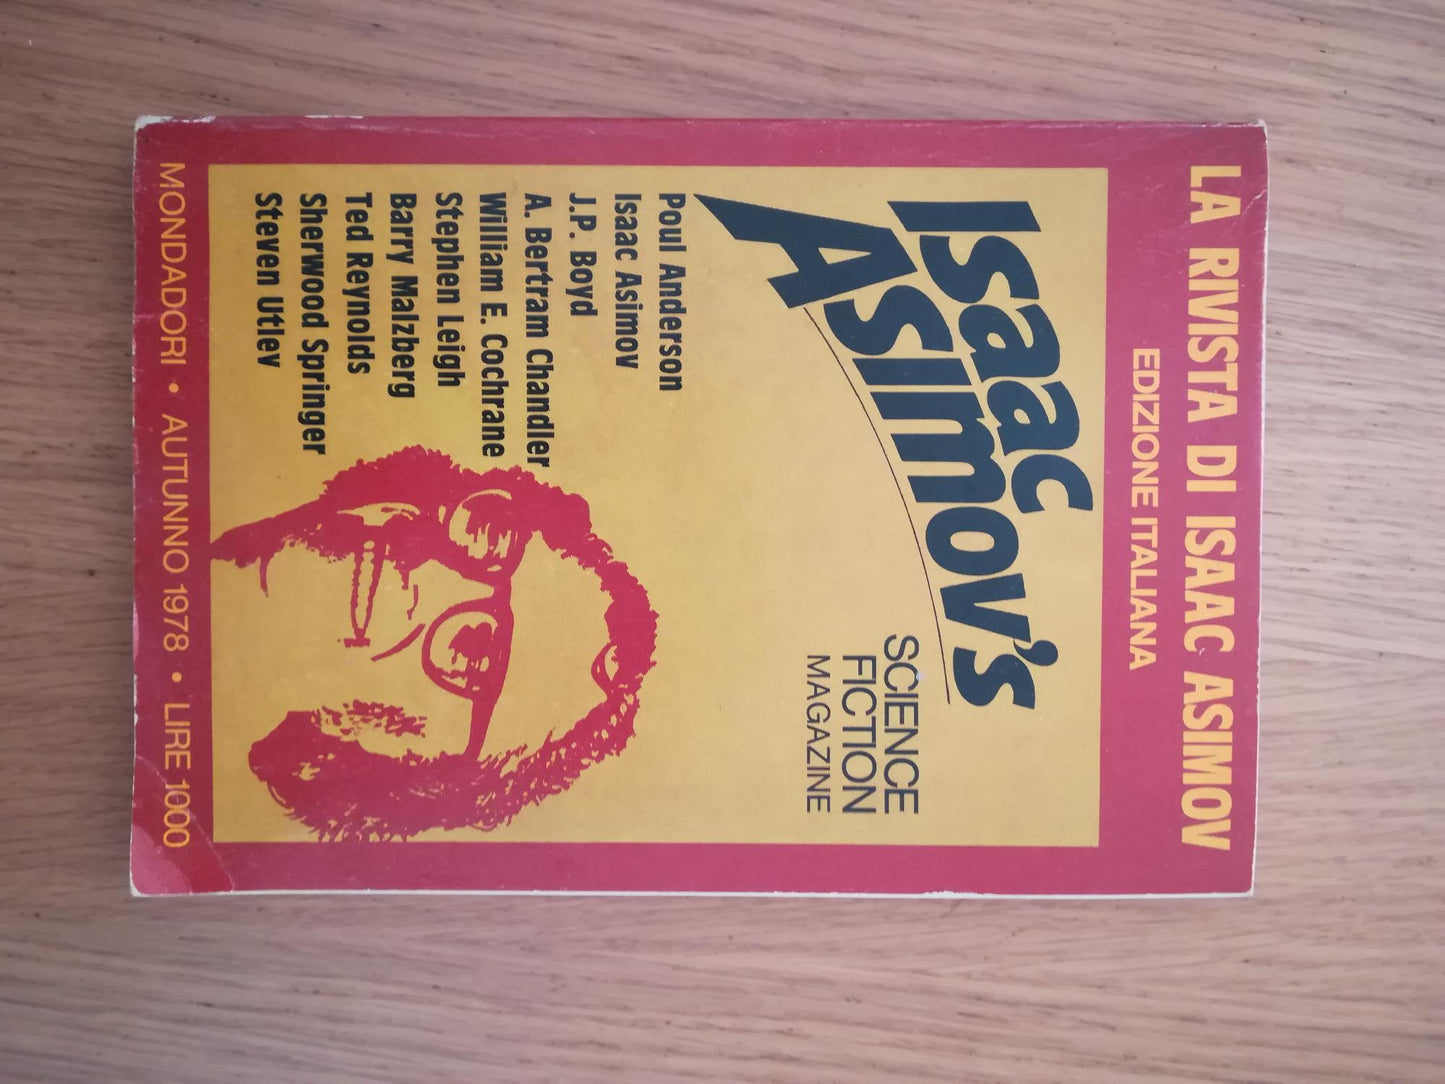 LA RIVISTA DI ISAAC ASIMOV
EDIZIONE ITALIANA
Isaac
Asimov's
SCIENCE
FICTION
MAGAZINE
Poul Anderson
Isaac Asimov
J.P. Boyd
A. Bertram Chandler
William E. Cochrane
Stephen Leigh
Barry Malzberg
Ted Reynolds
Sherwood Springer
Steven Utley
MONDADORI • AUTUNNO 1978 • LIRE 1000